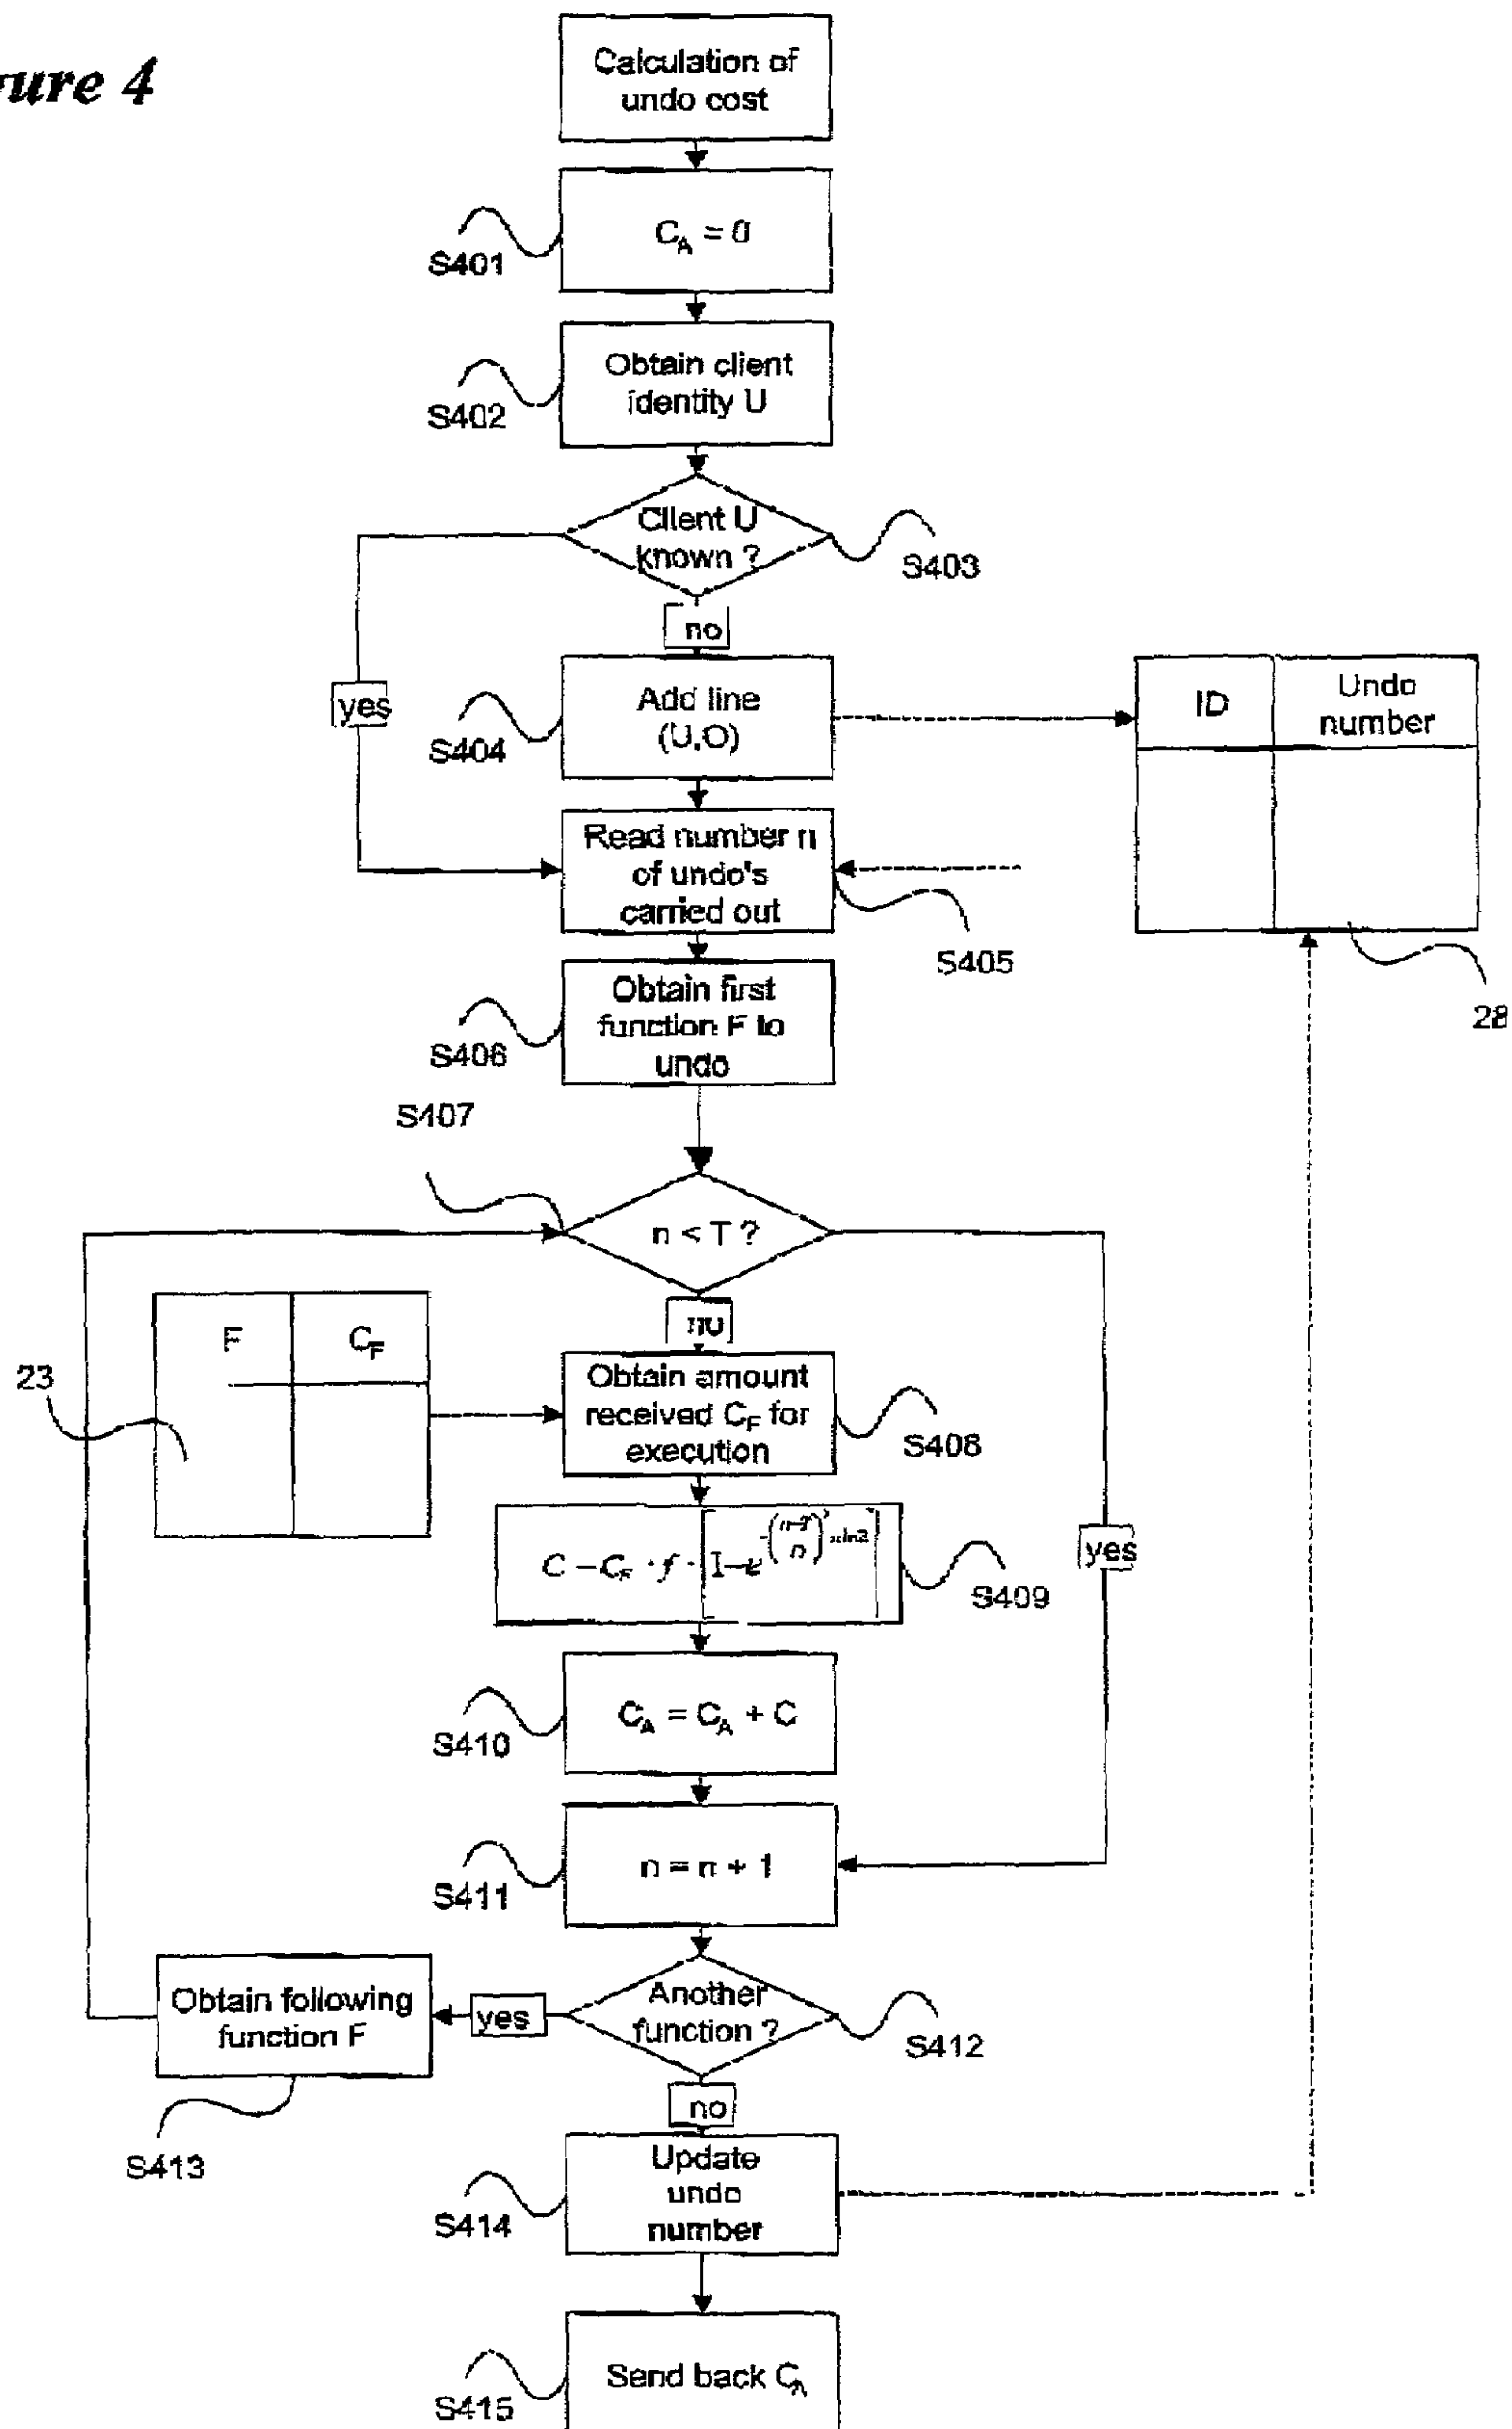 ure 4
Calculation of
undo cost
C_A = 0
S401
Obtain client
identity U
S402
Client U
known ?
S403
no
yes
Add line
(U,O)
S404
ID
Undo
number
Read number n
of undo's
carried out
S405
28
Obtain first
function F to
undo
S406
S407
n < T ?
no
F
C_F
23
Obtain amount
received C_F for
execution
S408
yes
S409
C_A = C_A + C
S410
n = n + 1
S411
Obtain following
function F
yes
Another
function ?
S412
S413
no
Update
undo
number
S414
Send back C_A
S415